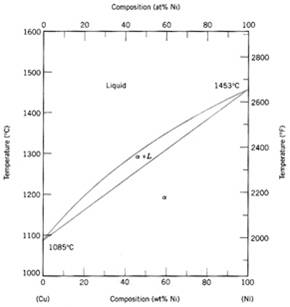 Composition (at% Ni)
0 20 40 60 80 100
1600
1500
1400
1300
1200
1100
1000
Temperature (°C)
Liquid
1453°C
α + L
α
1085°C
2800
2600
2400
2200
2000
Temperature (°F)
0 20 40 60 80 100
(Cu) Composition (wt% Ni) (Ni)